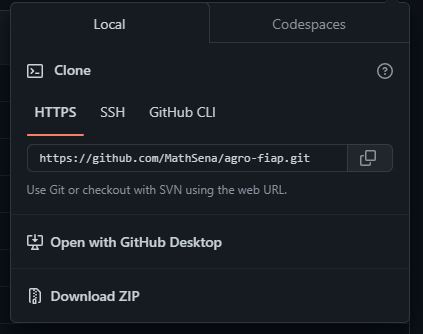 Local
Codespaces
Clone
HTTPS
SSH
GitHub CLI
https://github.com/MathSena/agro-fiap.git
Use Git or checkout with SVN using the web URL.
Open with GitHub Desktop
Download ZIP